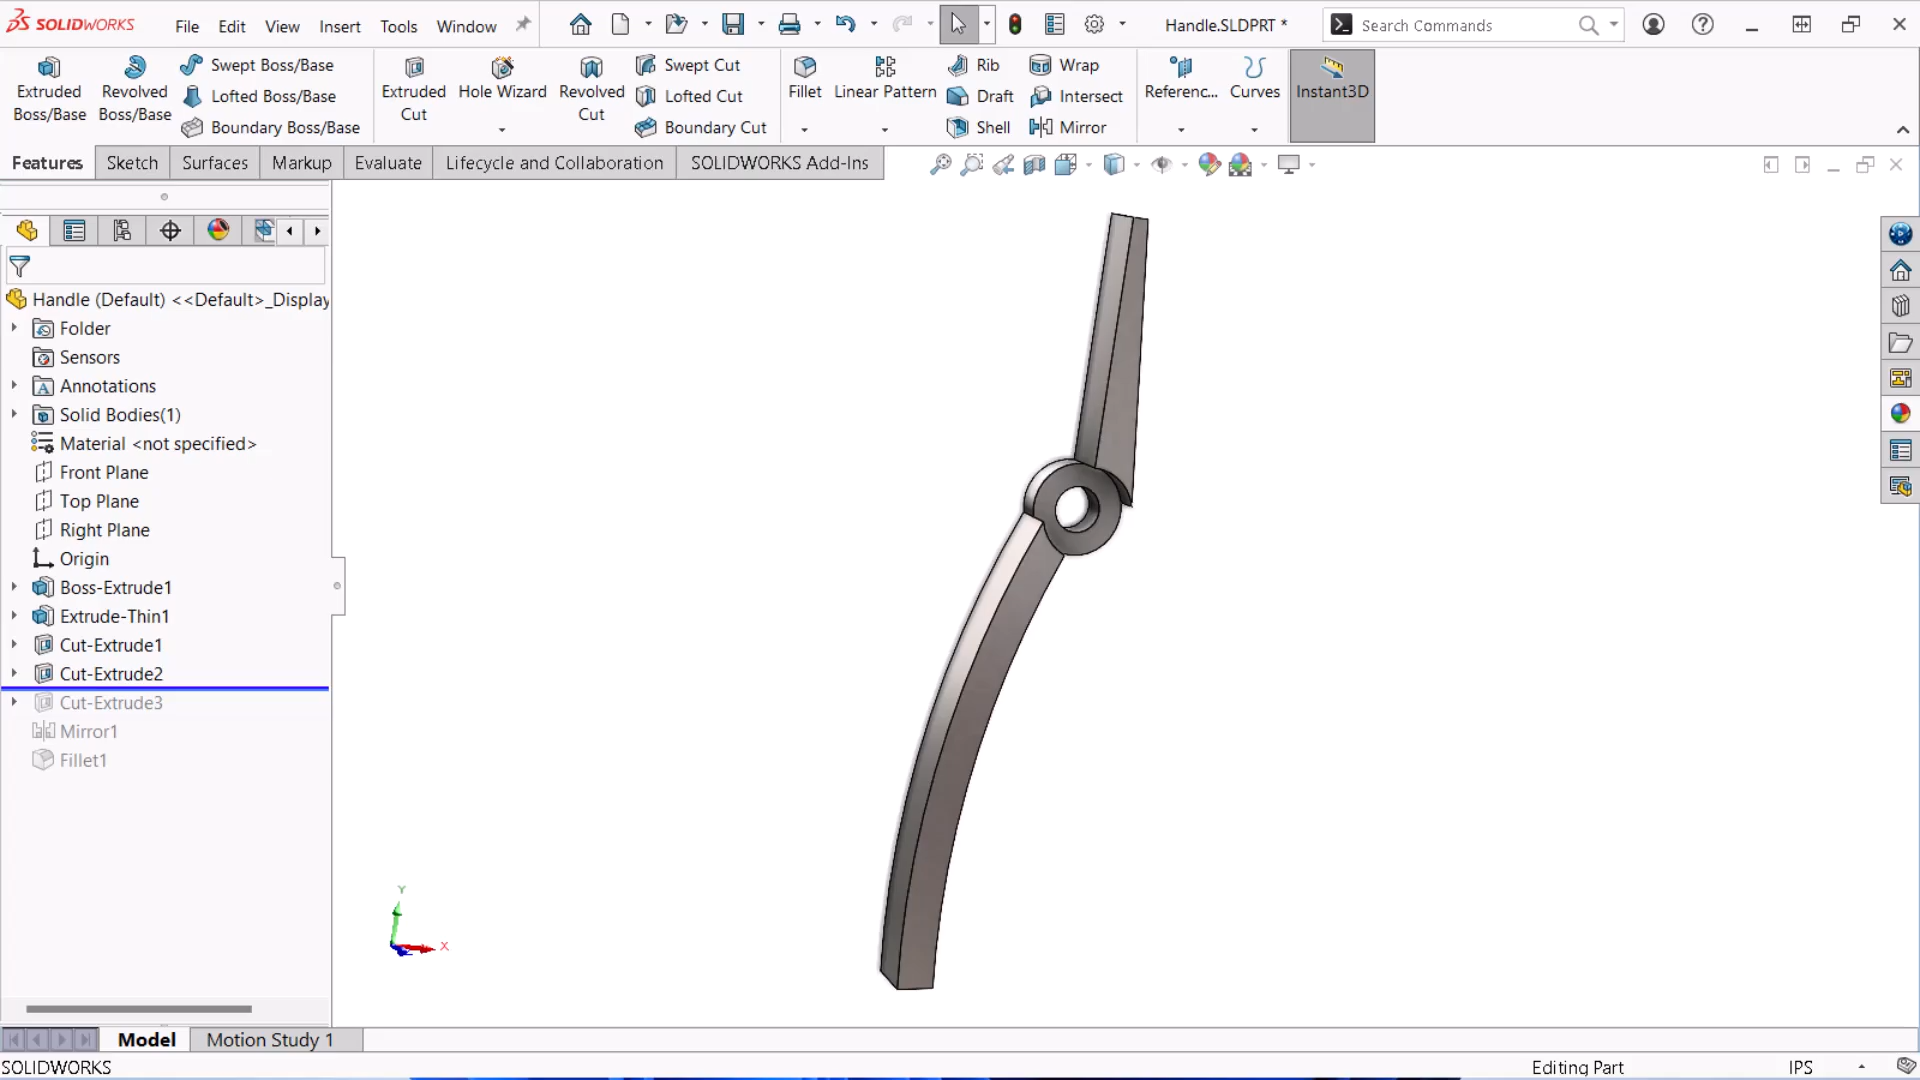 SOLIDWORKS File Edit View Insert Tools Window Handle.SLDPRT * Search Commands
Extruded Boss/Base
Revolved Boss/Base
Swept Boss/Base
Lofted Boss/Base
Boundary Boss/Base
Extruded Cut
Hole Wizard
Revolved Cut
Swept Cut
Lofted Cut
Boundary Cut
Fillet
Linear Pattern
Rib
Draft
Shell
Wrap
Intersect
Mirror
Referenc...
Curves
Instant3D
Features Sketch Surfaces Markup Evaluate Lifecycle and Collaboration SOLIDWORKS Add-Ins
Handle (Default) <<Default>_Display
Folder
Sensors
Annotations
Solid Bodies(1)
Material <not specified>
Front Plane
Top Plane
Right Plane
Origin
Boss-Extrude1
Extrude-Thin1
Cut-Extrude1
Cut-Extrude2
Cut-Extrude3
Mirror1
Fillet1
Y
X
Model Motion Study 1
SOLIDWORKS Editing Part IPS